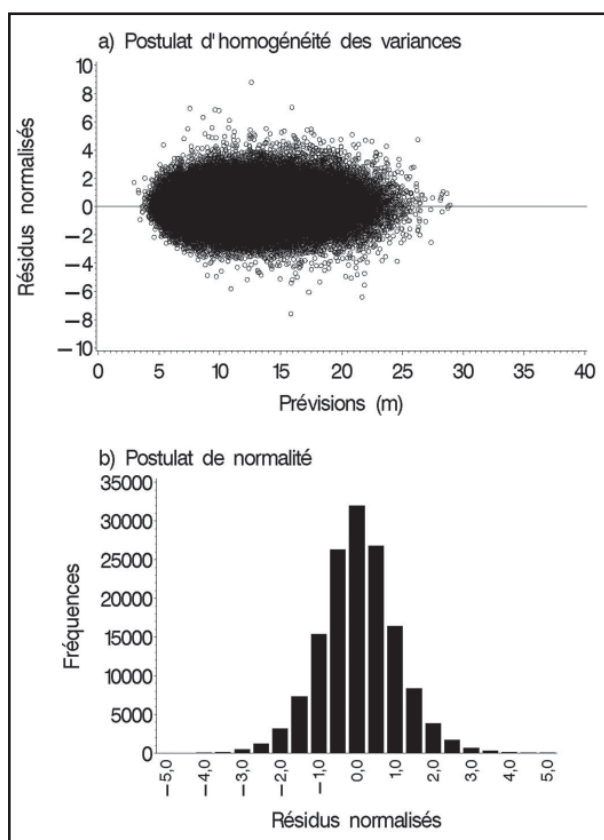 a) Postulat d'homogénéité des variances
Résidus normalisés
10
8
6
4
2
0
−2
−4
−6
−8
−10
0 5 10 15 20 25 30 35 40
Prévisions (m)
b) Postulat de normalité
Fréquences
35000
30000
25000
20000
15000
10000
5000
0
−5,0 −4,0 −3,0 −2,0 −1,0 0,0 1,0 2,0 3,0 4,0 5,0
Résidus normalisés